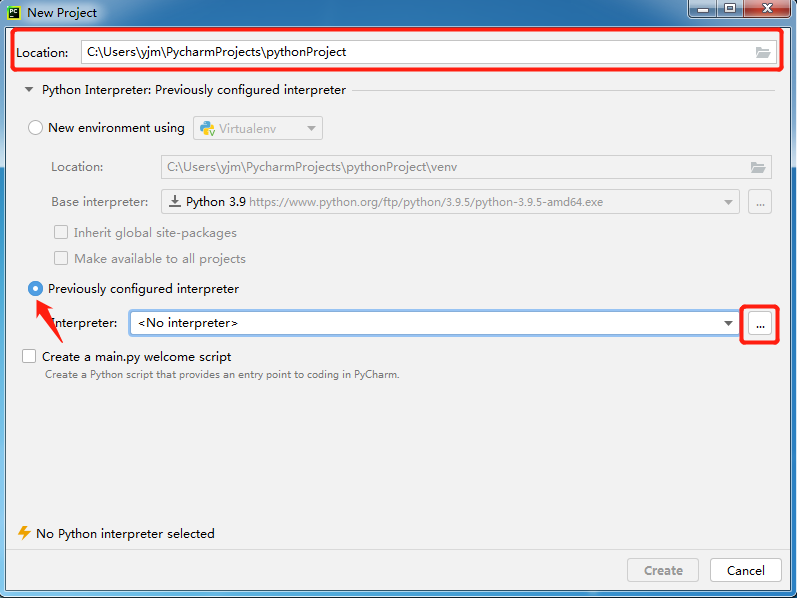 PC New Project
Location: C:\Users\yjm\PycharmProjects\pythonProject
Python Interpreter: Previously configured interpreter
New environment using Virtualenv
Location: C:\Users\yjm\PycharmProjects\pythonProject\venv
Base interpreter: Python 3.9 https://www.python.org/ftp/python/3.9.5/python-3.9.5-amd64.exe ...
Inherit global site-packages
Make available to all projects
Previously configured interpreter
Interpreter: <No interpreter> ...
Create a main.py welcome script
Create a Python script that provides an entry point to coding in PyCharm.
No Python interpreter selected
Create Cancel